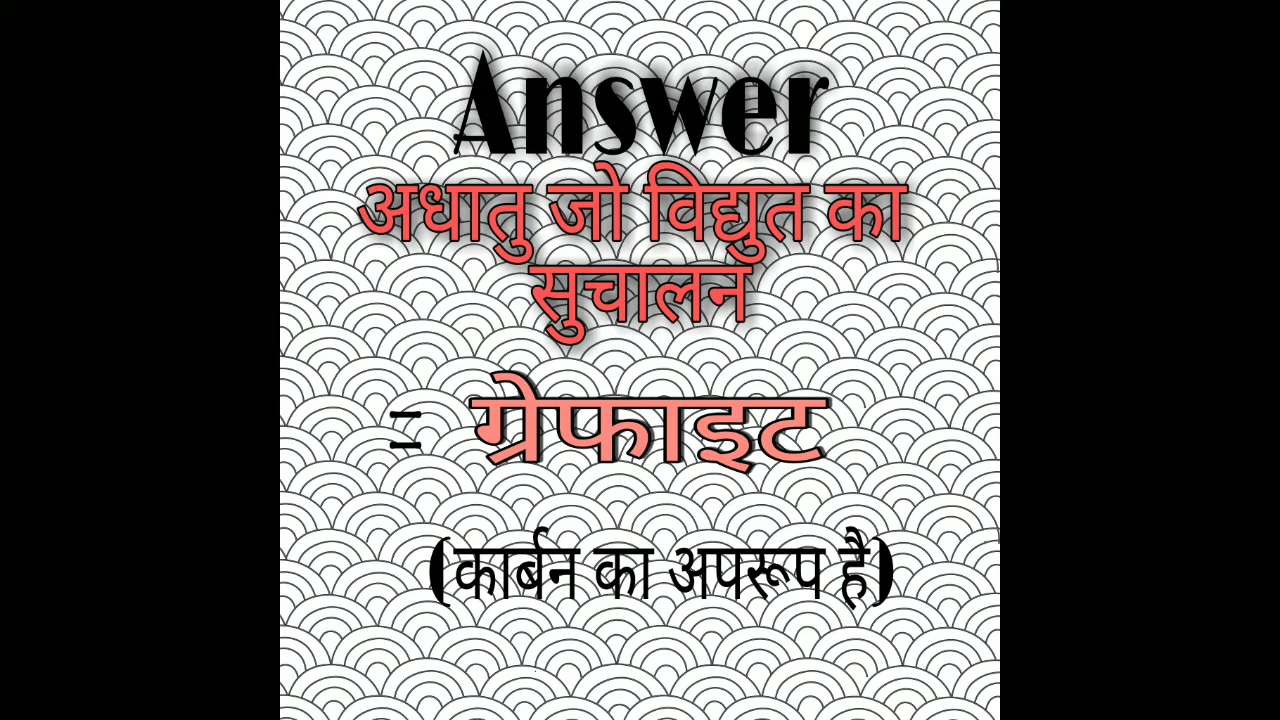 Answer
अधातु जो विद्युत का
सुचालन
= ग्रेफाइट
(कार्बन का अपरूप है)